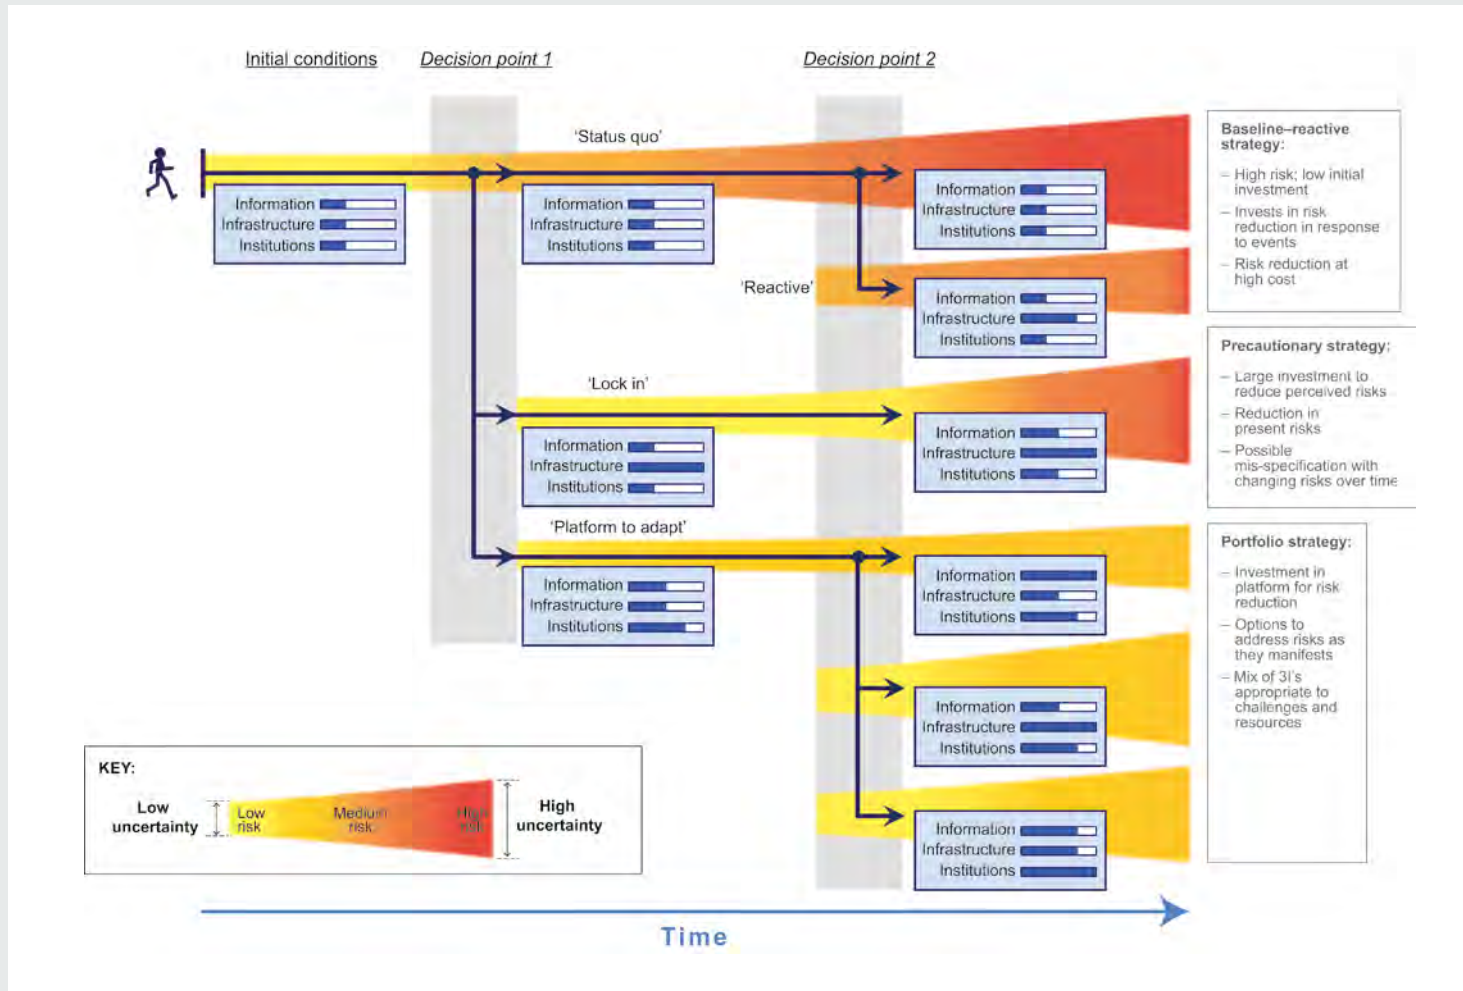 Initial conditions
Decision point 1
Decision point 2
'Status quo'
Information
Infrastructure
Institutions
Information
Infrastructure
Institutions
Information
Infrastructure
Institutions
'Reactive'
Information
Infrastructure
Institutions
'Lock in'
Information
Infrastructure
Institutions
Information
Infrastructure
Institutions
'Platform to adapt'
Information
Infrastructure
Institutions
Information
Infrastructure
Institutions
Information
Infrastructure
Institutions
Information
Infrastructure
Institutions
Baseline–reactive
strategy:
– High risk; low initial
investment
– Invests in risk
reduction in response
to events
– Risk reduction at
high cost
Precautionary strategy:
– Large investment to
reduce perceived risks
– Reduction in
present risks
– Possible
mis-specification with
changing risks over time
Portfolio strategy:
– Investment in
platform for risk
reduction
– Options to
address risks as
they manifests
– Mix of 3I's
appropriate to
challenges and
resources
KEY:
Low
uncertainty
Low
risk
Medium
risk
High
risk
High
uncertainty
Time